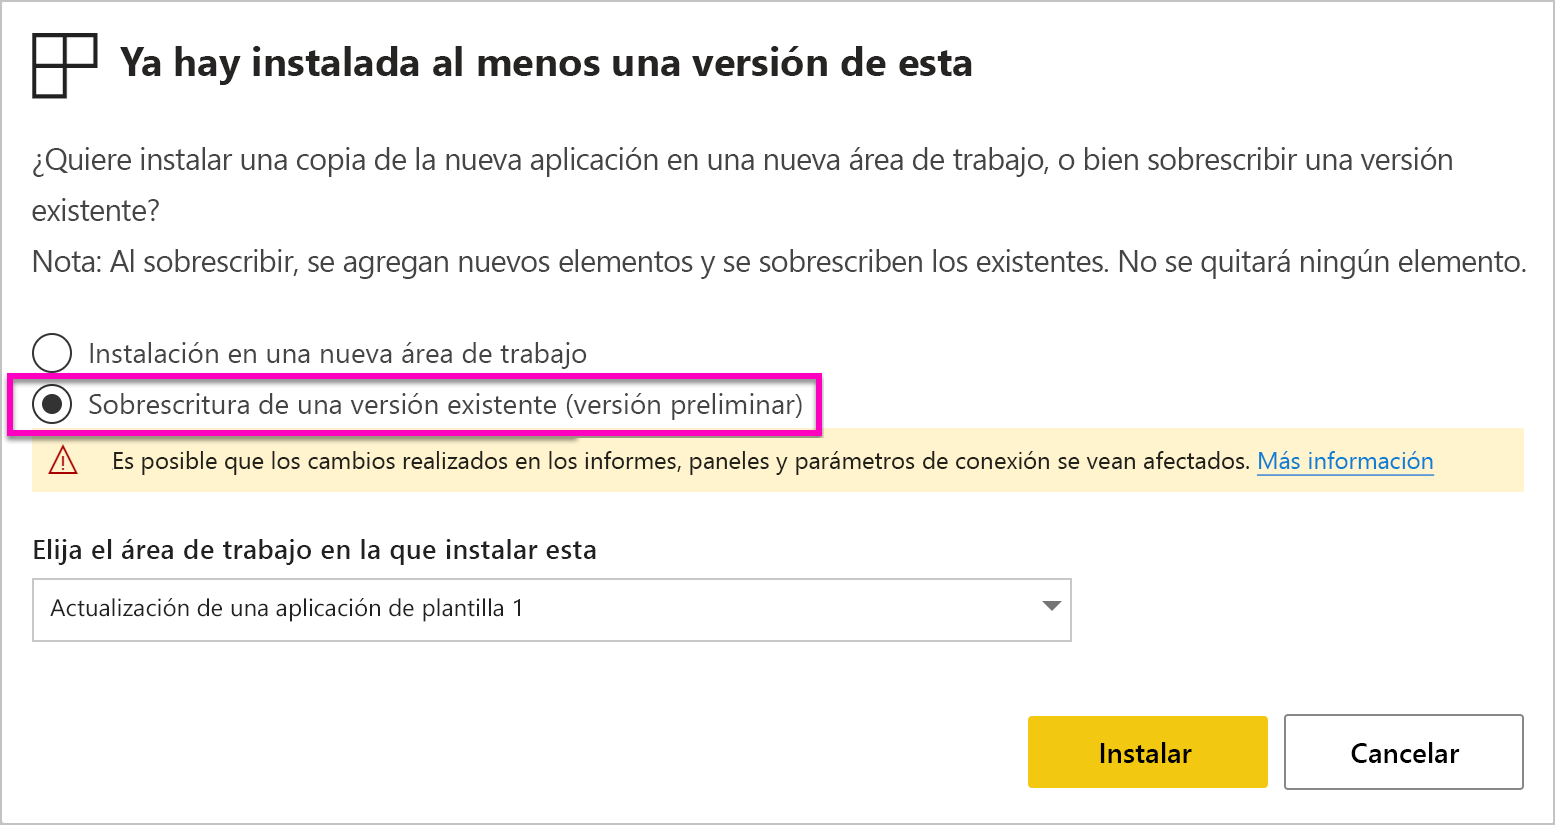 Ya hay instalada al menos una versión de esta
¿Quiere instalar una copia de la nueva aplicación en una nueva área de trabajo, o bien sobrescribir una versión
existente?
Nota: Al sobrescribir, se agregan nuevos elementos y se sobrescriben los existentes. No se quitará ningún elemento.
Instalación en una nueva área de trabajo
Sobrescritura de una versión existente (versión preliminar)
Es posible que los cambios realizados en los informes, paneles y parámetros de conexión se vean afectados. Más información
Elija el área de trabajo en la que instalar esta
Actualización de una aplicación de plantilla 1
Instalar Cancelar